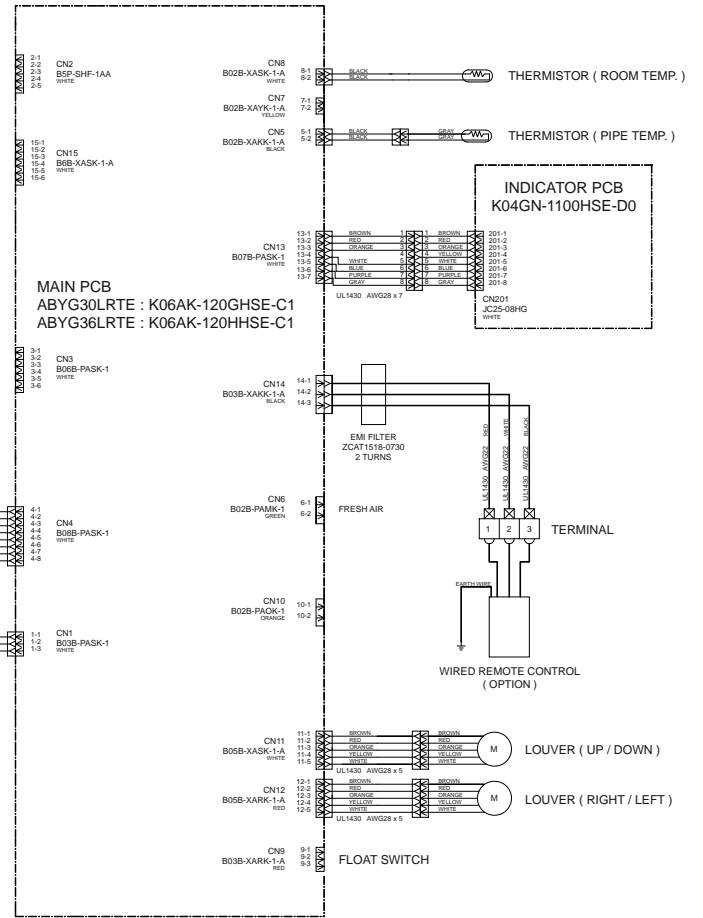 2-1
2-2
2-3
2-4
2-5
CN2
B5P-SHF-1AA
WHITE
CN8
B02B-XASK-1-A
WHITE
8-1
8-2
BLACK
BLACK
THERMISTOR ( ROOM TEMP. )
CN7
B02B-XAYK-1-A
YELLOW
7-1
7-2
15-1
15-2
15-3
15-4
15-5
15-6
CN15
B6B-XASK-1-A
WHITE
CN5
B02B-XAKK-1-A
BLACK
5-1
5-2
BLACK
BLACK
GRAY
GRAY
THERMISTOR ( PIPE TEMP. )
INDICATOR PCB
K04GN-1100HSE-D0
CN13
B07B-PASK-1
WHITE
13-1
13-2
13-3
13-4
13-5
13-6
13-7
BROWN
RED
ORANGE
WHITE
BLUE
PURPLE
GRAY
1
2
3
4
5
6
7
8
1
2
3
4
5
6
7
8
BROWN
RED
ORANGE
YELLOW
WHITE
BLUE
PURPLE
GRAY
201-1
201-2
201-3
201-4
201-5
201-6
201-7
201-8
UL1430 AWG28 x 7
CN201
JC25-08HG
WHITE
MAIN PCB
ABYG30LRTE : K06AK-120GHSE-C1
ABYG36LRTE : K06AK-120HHSE-C1
3-1
3-2
3-3
3-4
3-5
3-6
CN3
B06B-PASK-1
WHITE
CN14
B03B-XAKK-1-A
BLACK
14-1
14-2
14-3
EMI FILTER
ZCAT1518-0730
2 TURNS
UL1430 AWG22 RED
UL1430 AWG22 WHITE
UL1430 AWG22 BLACK
4-1
4-2
4-3
4-4
4-5
4-6
4-7
4-8
CN4
B08B-PASK-1
WHITE
CN6
B02B-PAMK-1
GREEN
6-1
6-2
FRESH AIR
1
2
3
TERMINAL
CN10
B02B-PAOK-1
ORANGE
10-1
10-2
EARTH WIRE
1-1
1-2
1-3
CN1
B03B-PASK-1
WHITE
WIRED REMOTE CONTROL
( OPTION )
CN11
B05B-XASK-1-A
WHITE
11-1
11-2
11-3
11-4
11-5
BROWN
RED
ORANGE
YELLOW
WHITE
BROWN
RED
ORANGE
YELLOW
WHITE
M
LOUVER ( UP / DOWN )
UL1430 AWG28 x 5
CN12
B05B-XARK-1-A
RED
12-1
12-2
12-3
12-4
12-5
BROWN
RED
ORANGE
YELLOW
WHITE
BROWN
RED
ORANGE
YELLOW
WHITE
M
LOUVER ( RIGHT / LEFT )
UL1430 AWG28 x 5
CN9
B03B-XARK-1-A
RED
9-1
9-2
9-3
FLOAT SWITCH